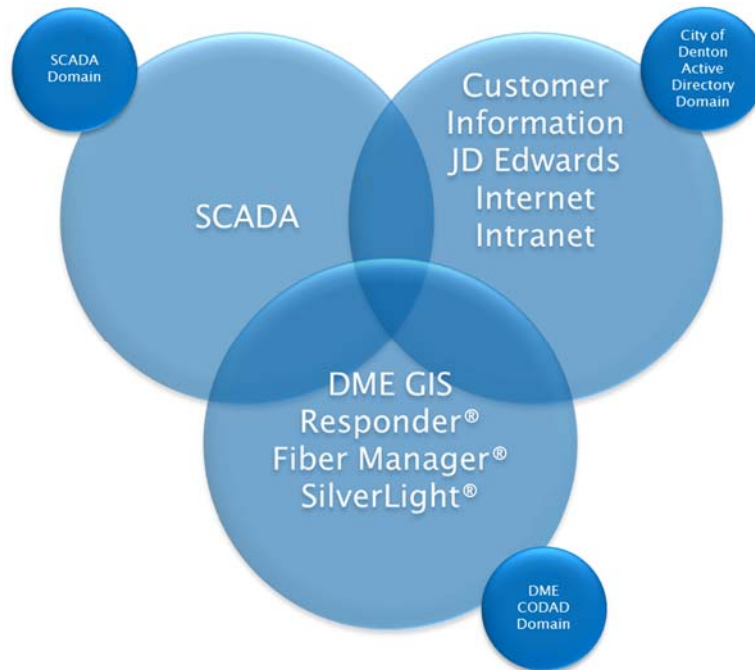 SCADA
Domain
City of
Denton
Active
Directory
Domain
Customer
Information
JD Edwards
Internet
Intranet
SCADA
DME GIS
Responder®
Fiber Manager®
SilverLight®
DME
CODAD
Domain